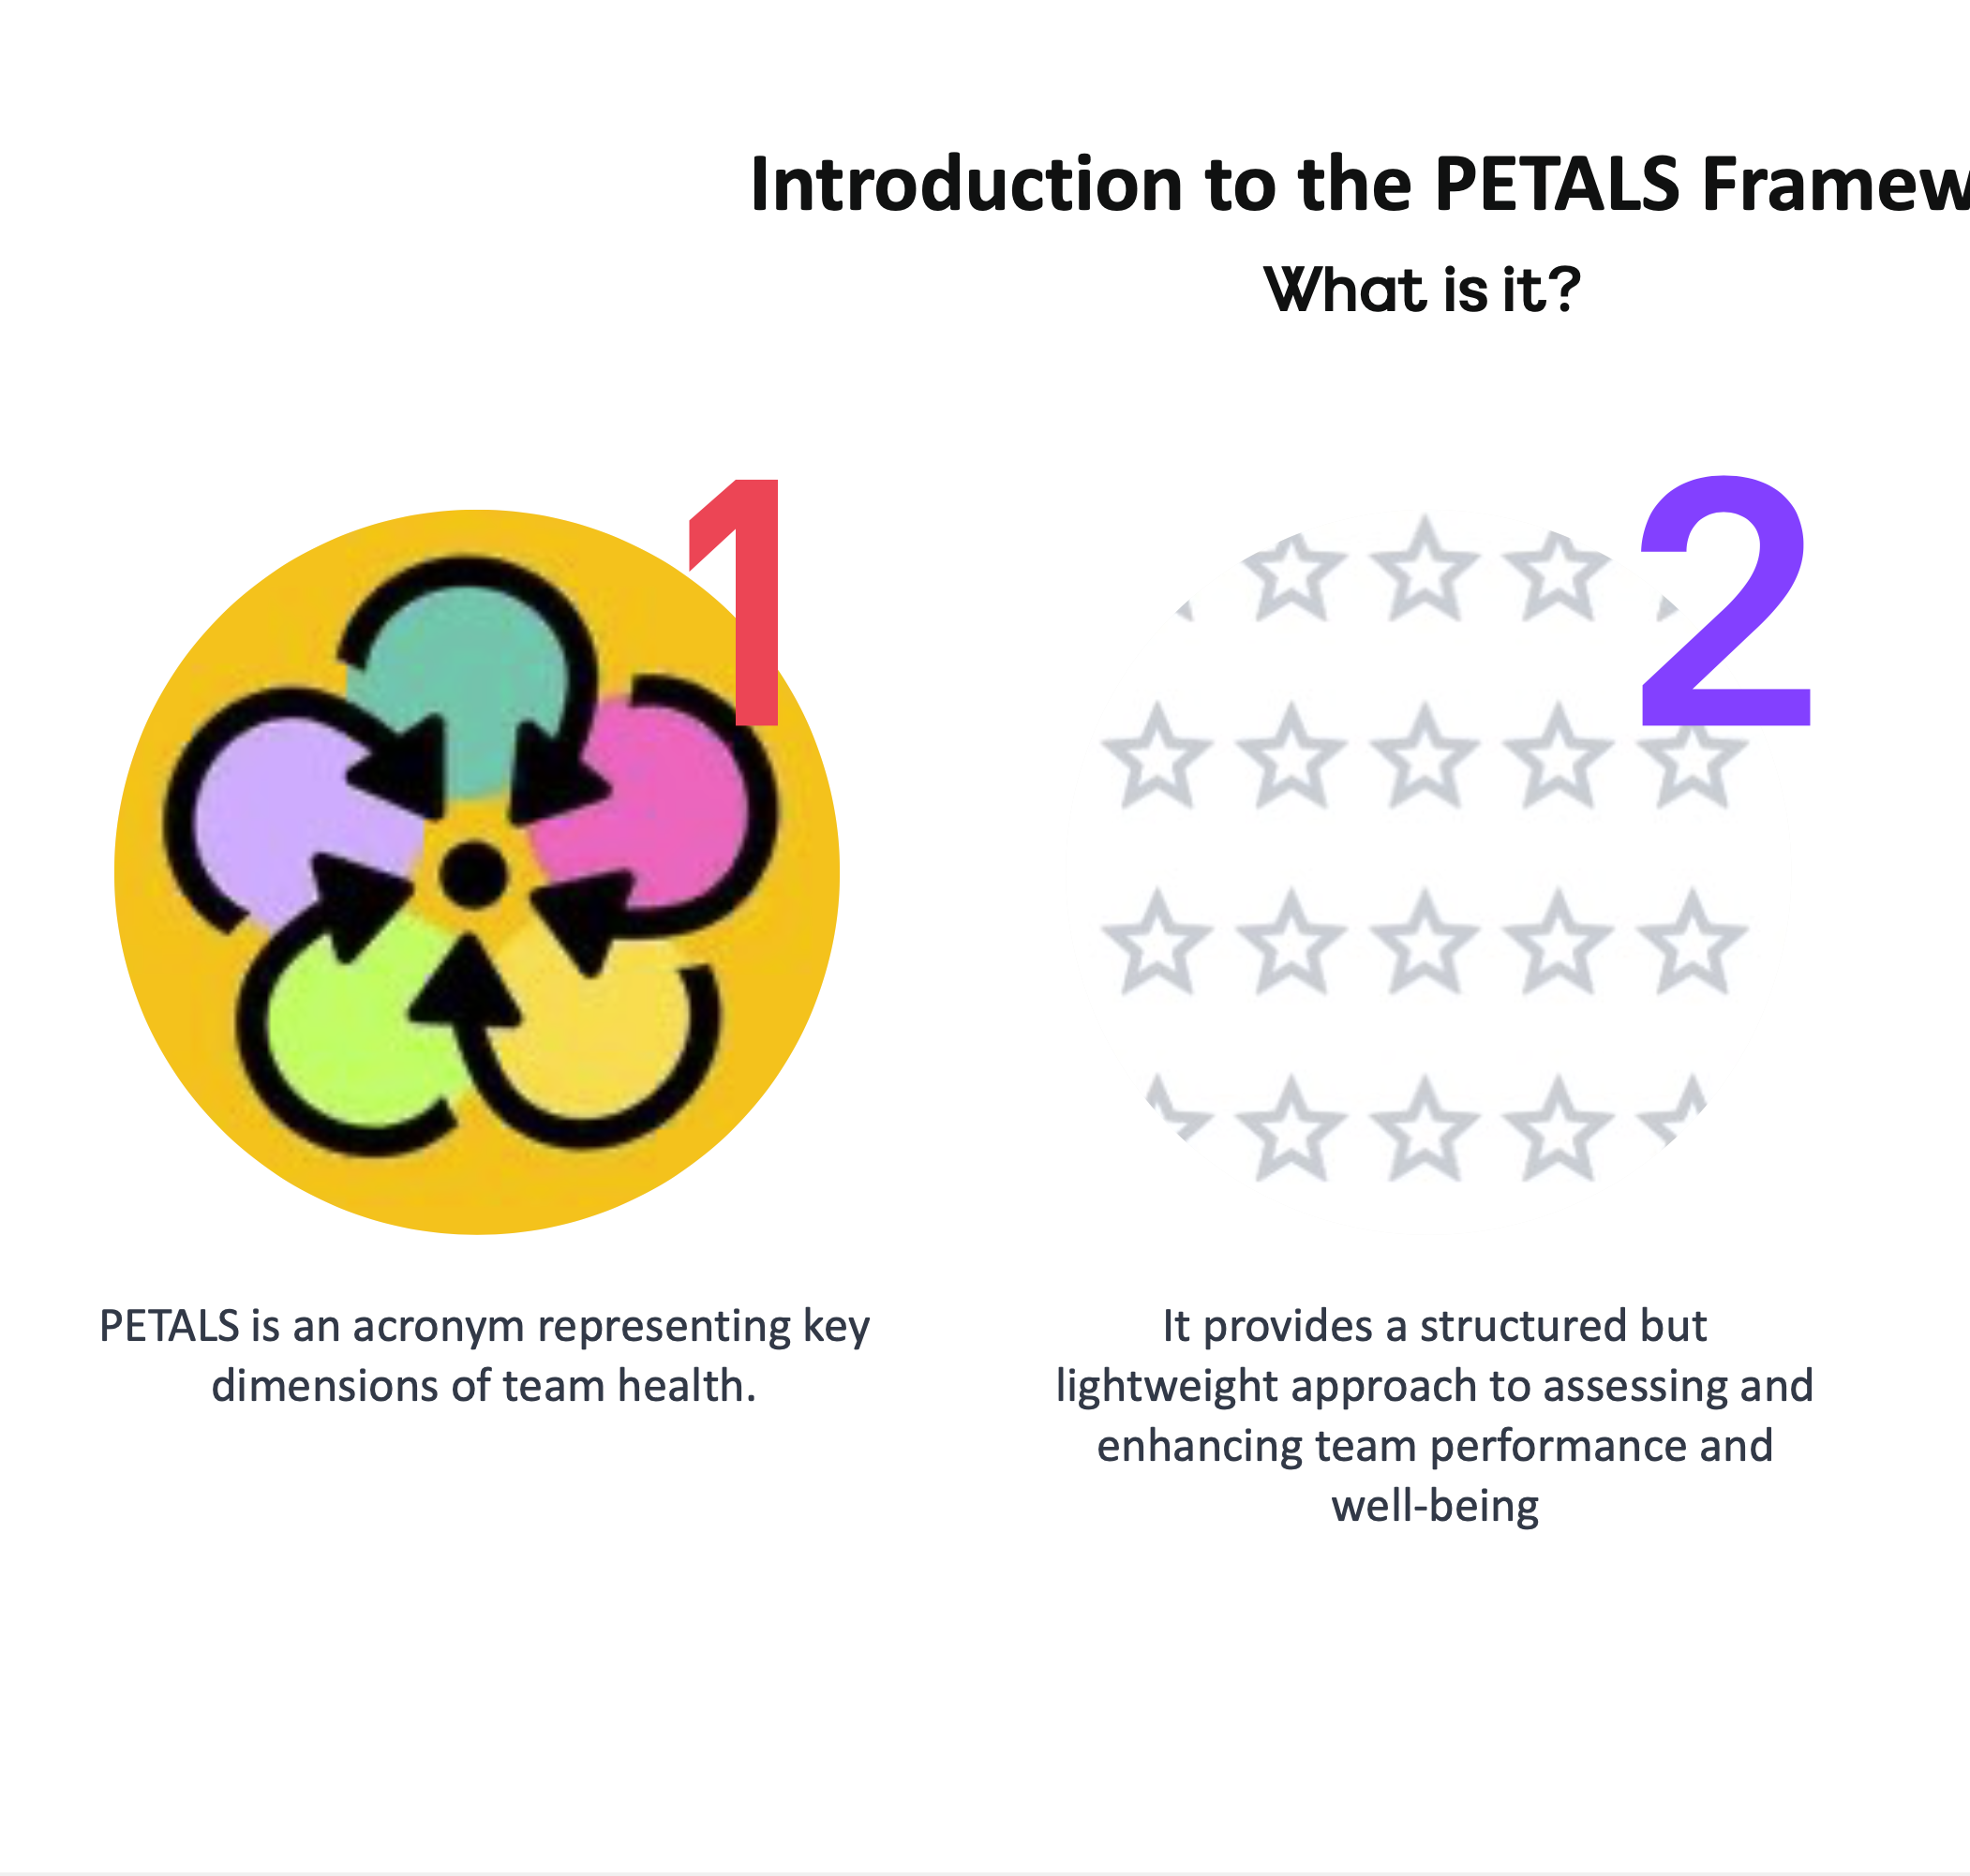 Introduction to the PETALS Framew
What is it?
1
2
PETALS is an acronym representing key
dimensions of team health.
It provides a structured but
lightweight approach to assessing and
enhancing team performance and
well-being